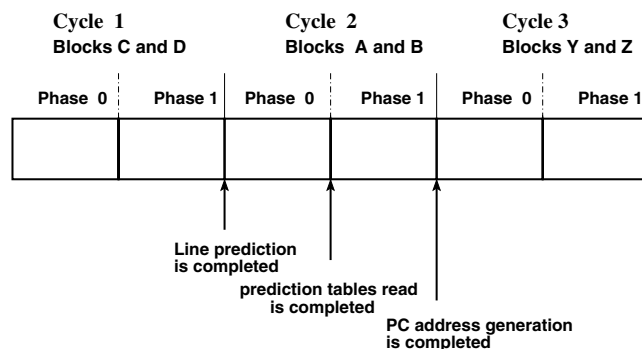 Cycle 1 Cycle 2 Cycle 3
Blocks C and D Blocks A and B Blocks Y and Z
Phase 0 Phase 1 Phase 0 Phase 1 Phase 0 Phase 1
Line prediction
is completed
prediction tables read
is completed
PC address generation
is completed